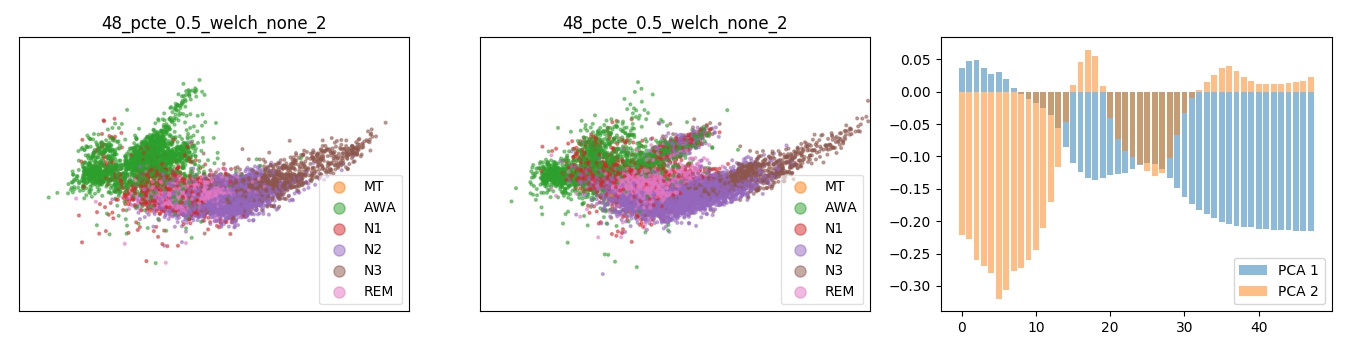 48_pcte_0.5_welch_none_2
MT
AWA
N1
N2
N3
REM
48_pcte_0.5_welch_none_2
MT
AWA
N1
N2
N3
REM
0.05
0.00
−0.05
−0.10
−0.15
−0.20
−0.25
−0.30
0 10 20 30 40
PCA 1
PCA 2